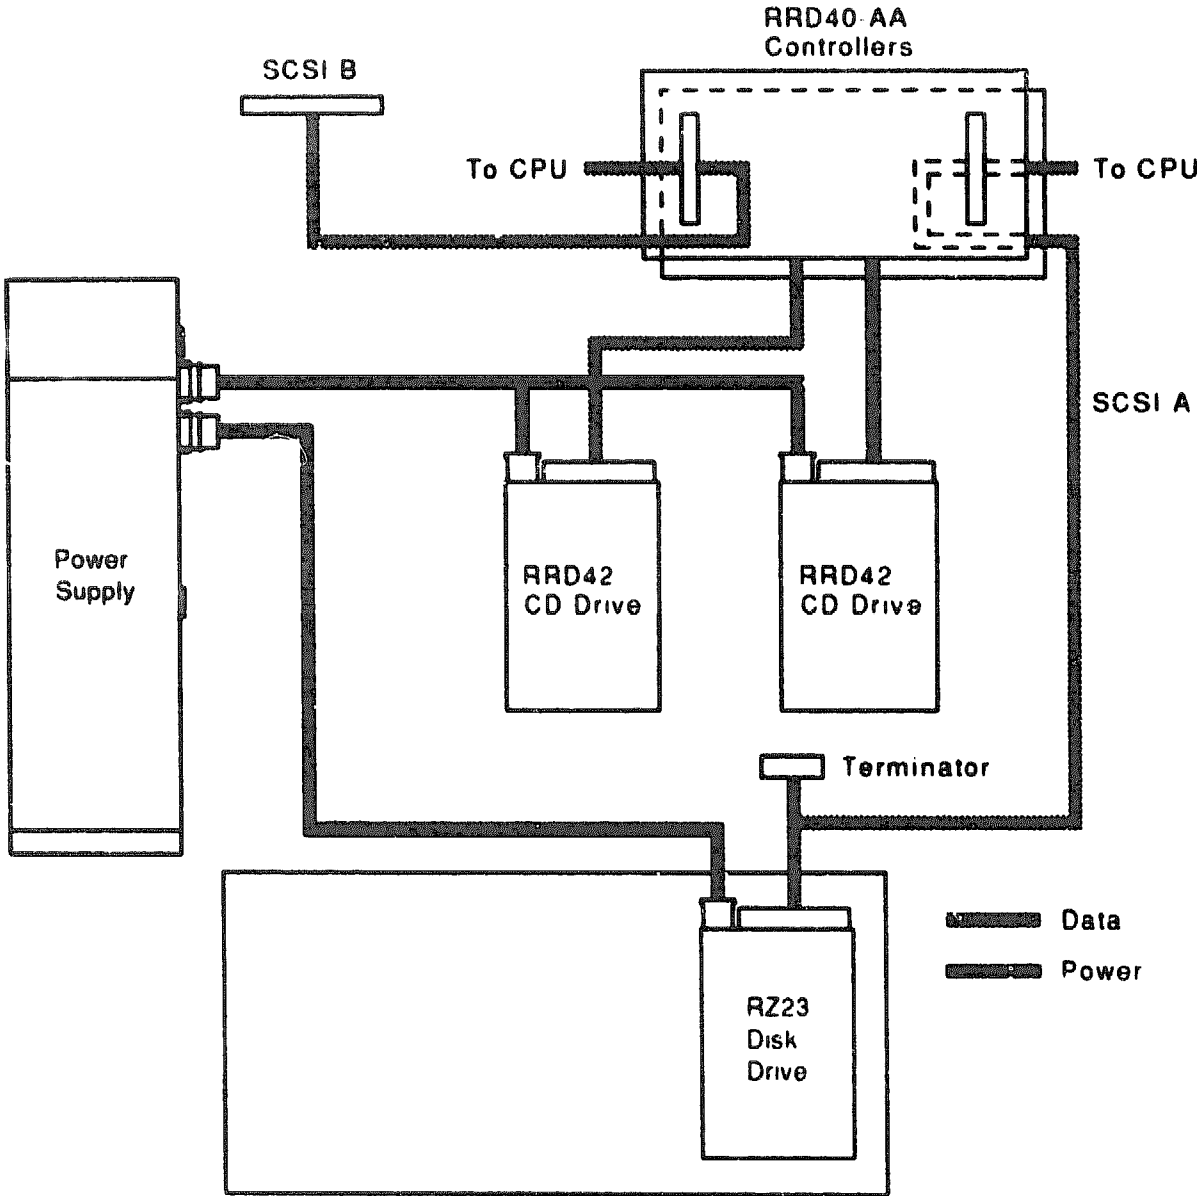 RRD40-AA
Controllers
SCSI B
To CPU
To CPU
SCSI A
Power
Supply
RRD42
CD Drive
RRD42
CD Drive
Terminator
Data
Power
RZ23
Disk
Drive